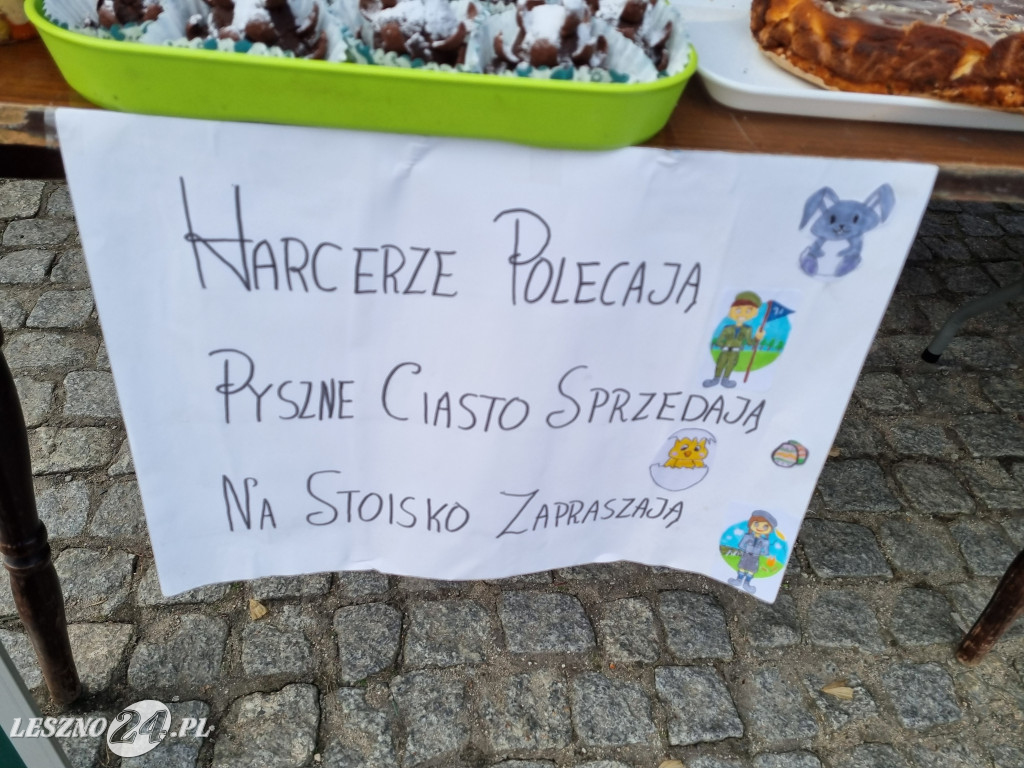 HARCERZE POLECAJĄ
PYSZNE CIASTO SPRZEDAJĄ
NA STOISKO ZAPRASZAJĄ
LESZNO24.PL